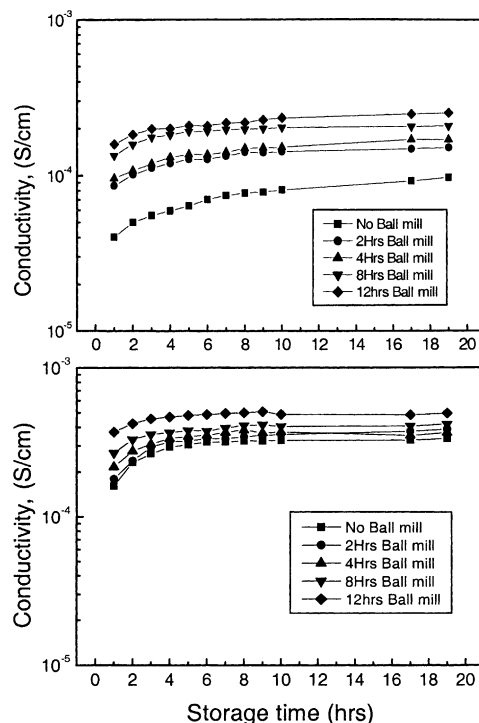 10^-3
Conductivity, (S/cm)
10^-4
10^-5
No Ball mill
2Hrs Ball mill
4Hrs Ball mill
8Hrs Ball mill
12hrs Ball mill
0 2 4 6 8 10 12 14 16 18 20
10^-3
Conductivity, (S/cm)
10^-4
10^-5
No Ball mill
2Hrs Ball mill
4Hrs Ball mill
8Hrs Ball mill
12hrs Ball mill
0 2 4 6 8 10 12 14 16 18 20
Storage time (hrs)